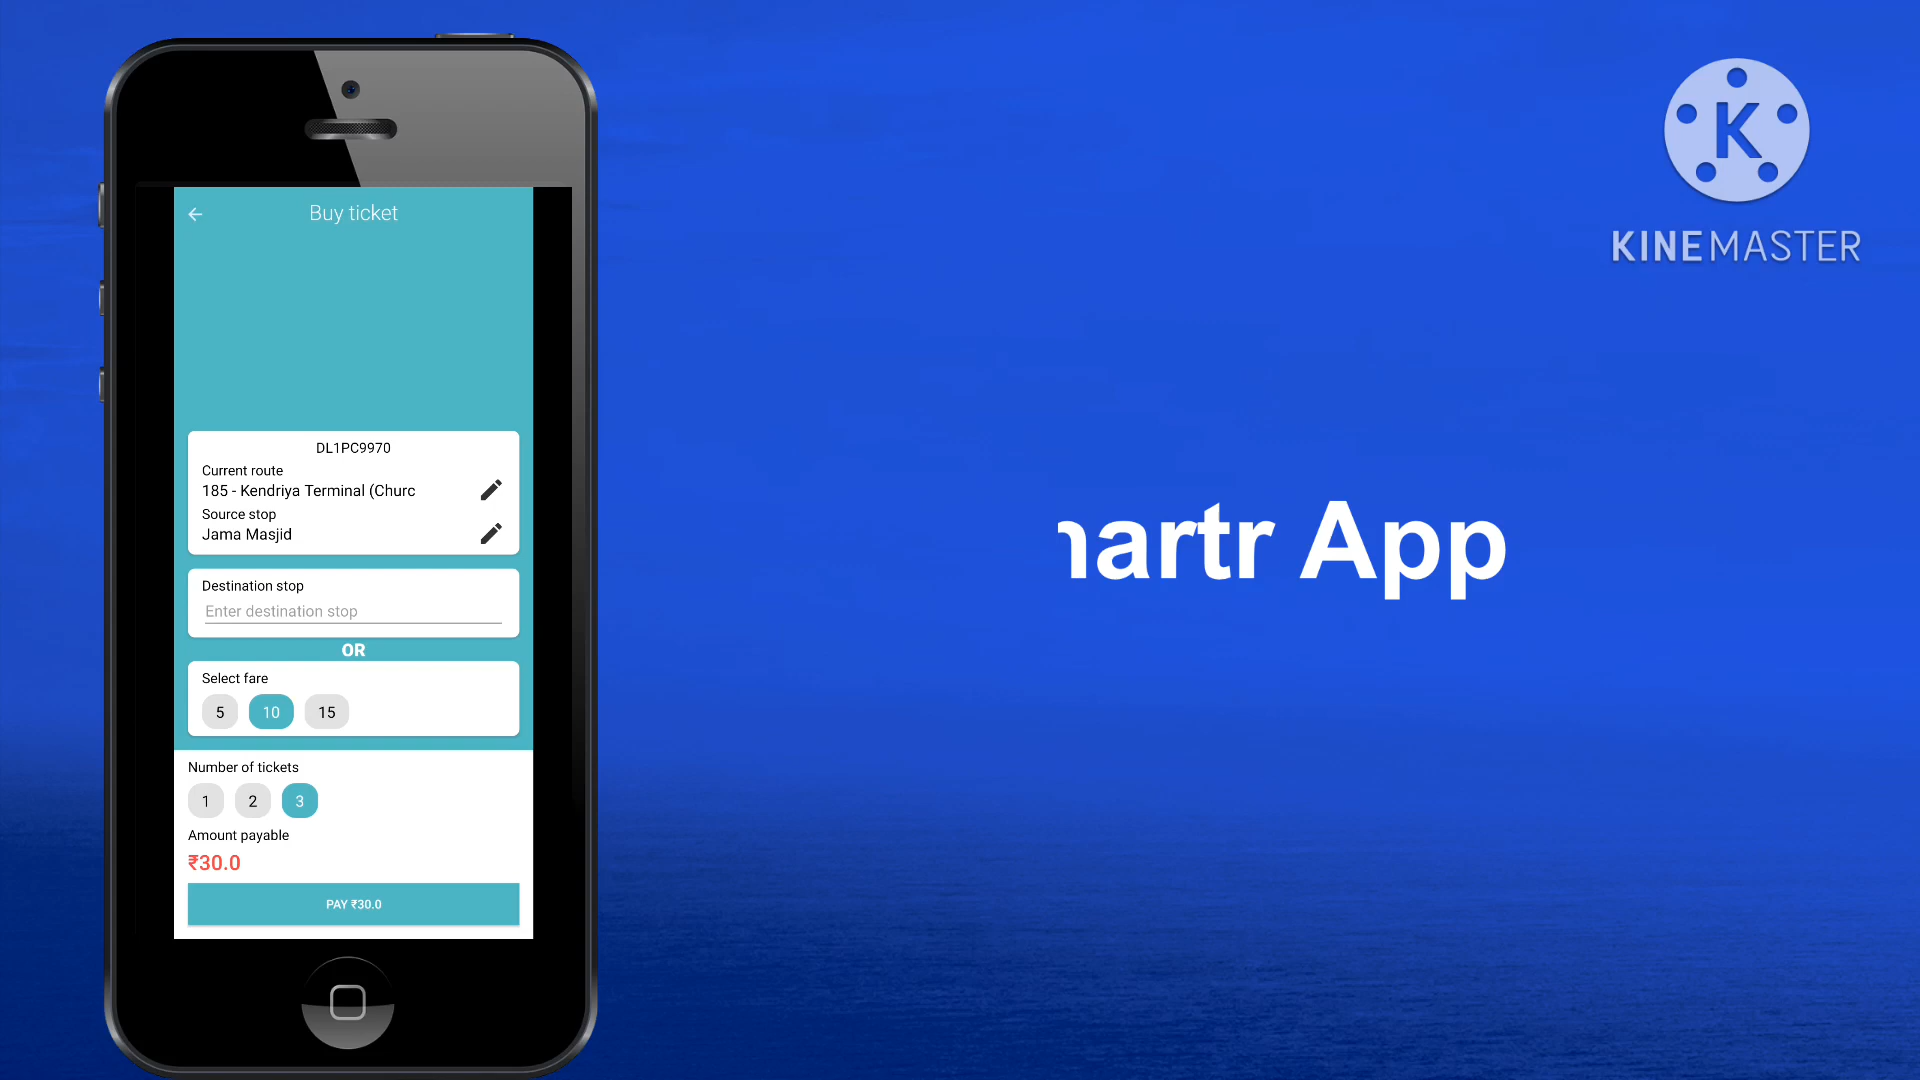 Buy ticket
DL1PC9970
Current route
185 - Kendriya Terminal (Churc
Source stop
Jama Masjid
Destination stop
Enter destination stop
OR
Select fare
5 10 15
Number of tickets
1 2 3
Amount payable
₹30.0
PAY ₹30.0
K
KINEMASTER
artr App